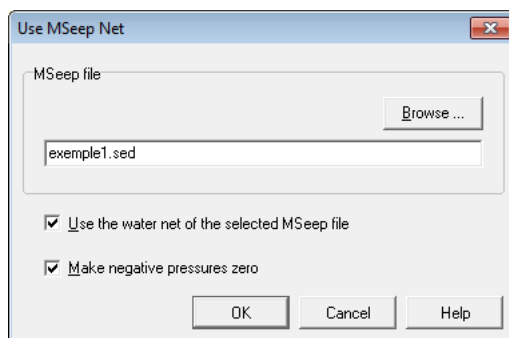 Use MSeep Net
MSeep file
Browse ...
exemple1.sed
Use the water net of the selected MSeep file
Make negative pressures zero
OK Cancel Help